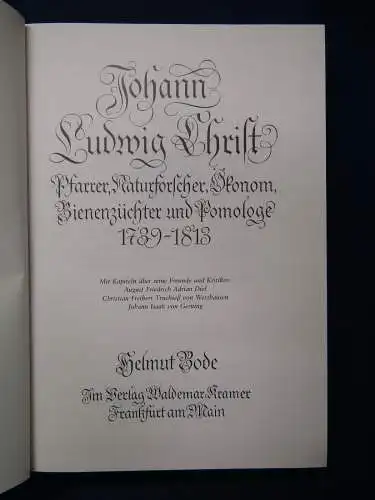 Johann
Ludwig Christ
Pfarrer, Naturforscher, Ökonom,
Bienenzüchter und Pomologe
1739-1813
Mit Kapiteln über seine Freunde und Kritiker:
August Friedrich Adrian Diel
Christian Freiherr Truchseß von Wetzhausen
Johann Isaak von Gerning
Helmut Bode
Im Verlag Waldemar Kramer
Frankfurt am Main